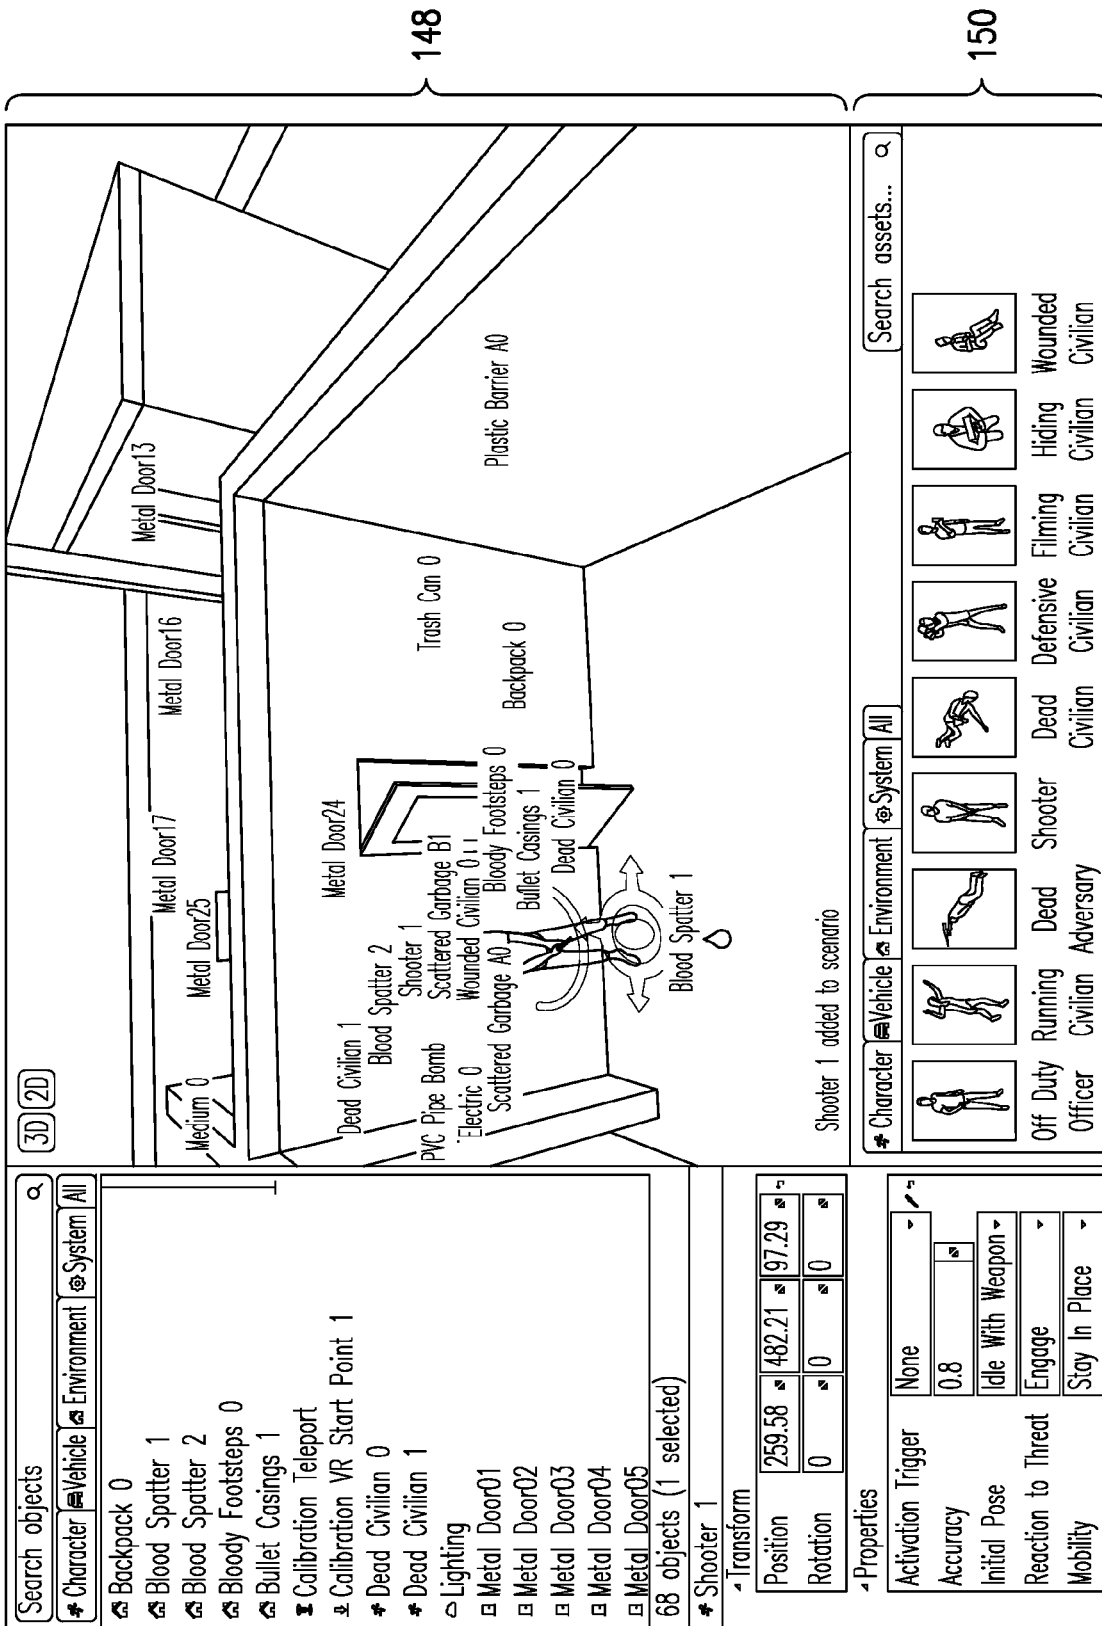 Search objects
Character Vehicle Environment System All
Backpack 0
Blood Spatter 1
Blood Spatter 2
Bloody Footsteps 0
Bullet Casings 1
Calibration Teleport
Calibration VR Start Point 1
Dead Civilian 0
Dead Civilian 1
Lighting
Metal Door01
Metal Door02
Metal Door03
Metal Door04
Metal Door05
68 objects (1 selected)
Shooter 1
Transform
Position 259.58 482.21 97.29
Rotation 0 0 0
Properties
Activation Trigger None
Accuracy 0.8
Initial Pose Idle With Weapon
Reaction to Threat Engage
Mobility Stay In Place
3D 2D
Medium 0
Metal Door25
Metal Door17
Metal Door16
Metal Door13
Metal Door24
Dead Civilian 1
Blood Spatter 2
Shooter 1
Scattered Garbage B1
Wounded Civilian 0
PVC Pipe Bomb
Electric 0
Scattered Garbage A0
Bloody Footsteps 0
Bullet Casings 1
Dead Civilian 0
Trash Can 0
Backpack 0
Plastic Barrier A0
Blood Spatter 1
Shooter 1 added to scenario
148
Character Vehicle Environment System All
Search assets...
Off Duty Officer
Running Civilian
Dead Adversary
Shooter
Dead Civilian
Defensive Civilian
Filming Civilian
Hiding Civilian
Wounded Civilian
150